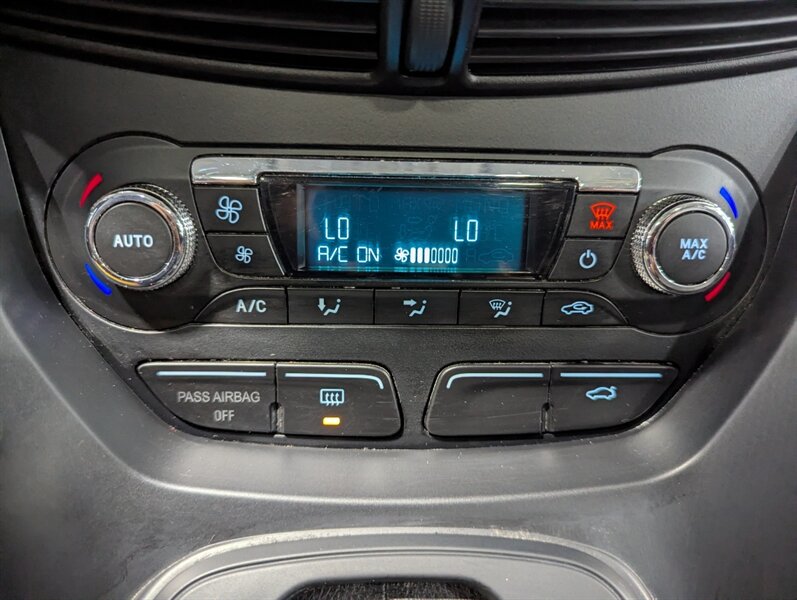 AUTO
LO LO
A/C ON
MAX
MAX
A/C
A/C
PASS AIRBAG
OFF